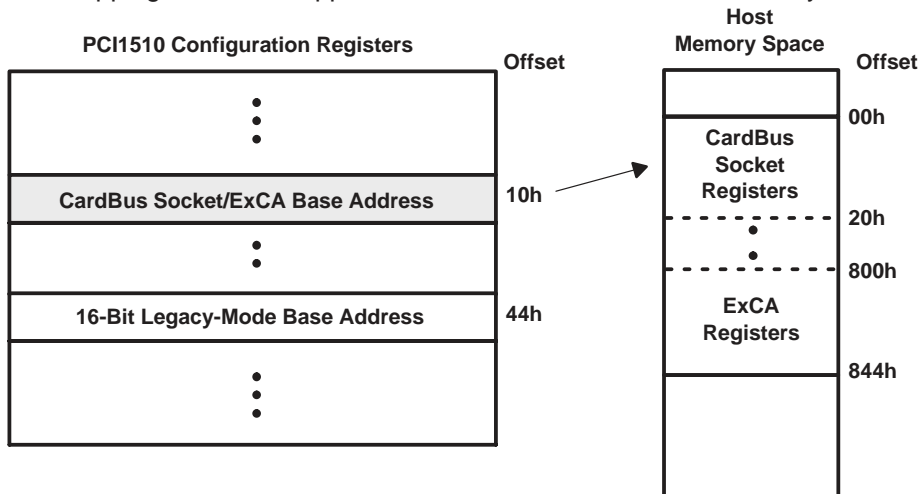 PCI1510 Configuration Registers
Offset
CardBus Socket/ExCA Base Address
10h
16-Bit Legacy-Mode Base Address
44h
Host
Memory Space
Offset
00h
CardBus
Socket
Registers
20h
800h
ExCA
Registers
844h